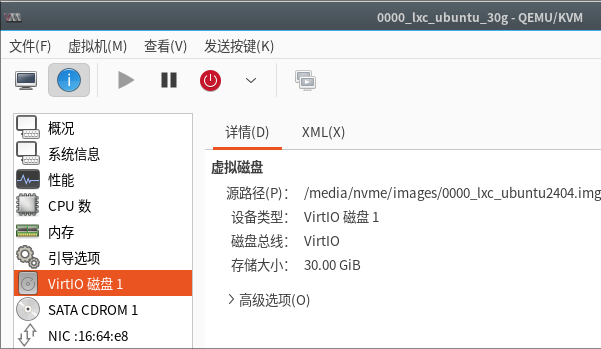 0000_lxc_ubuntu_30g - QEMU/KVM
文件(F) 虚拟机(M) 查看(V) 发送按键(K)
详情(D) XML(X)
概况
系统信息
性能
CPU 数
内存
引导选项
VirtIO 磁盘 1
SATA CDROM 1
NIC :16:64:e8
虚拟磁盘
源路径(P)： /media/nvme/images/0000_lxc_ubuntu2404.img
设备类型： VirtIO 磁盘 1
磁盘总线： VirtIO
存储大小： 30.00 GiB
高级选项(O)